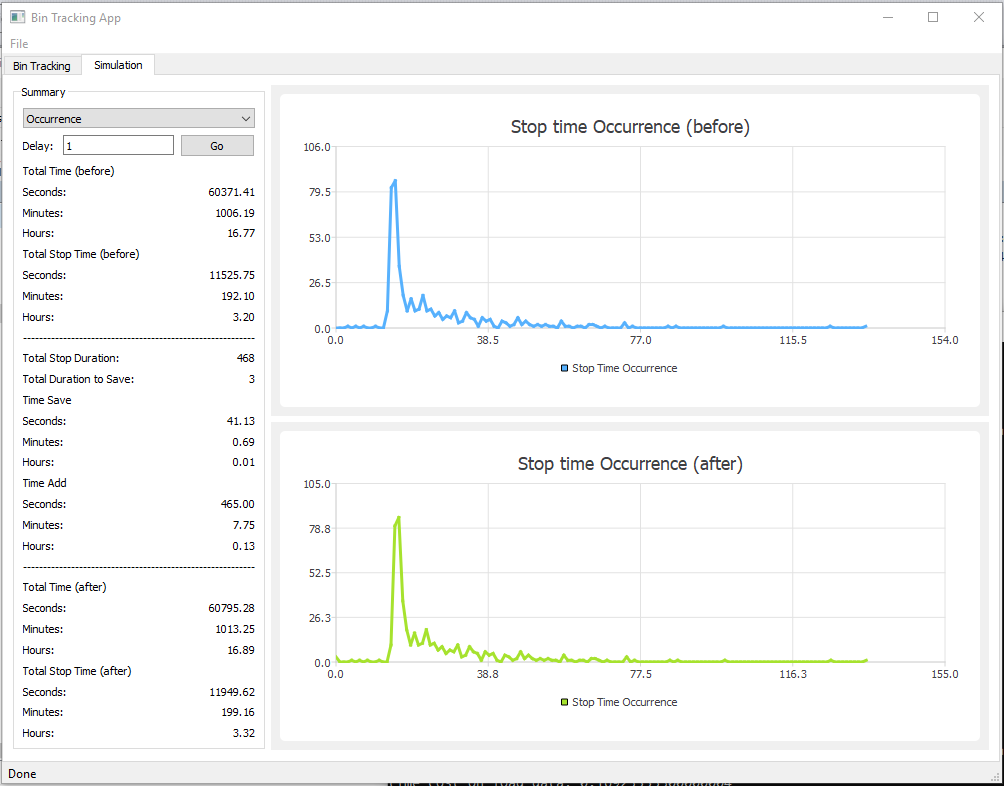 Bin Tracking App
File
Bin Tracking Simulation
Summary
Occurrence
Delay: 1 Go
Total Time (before)
Seconds: 60371.41
Minutes: 1006.19
Hours: 16.77
Total Stop Time (before)
Seconds: 11525.75
Minutes: 192.10
Hours: 3.20
------------------------------------------------------------
Total Stop Duration: 468
Total Duration to Save: 3
Time Save
Seconds: 41.13
Minutes: 0.69
Hours: 0.01
Time Add
Seconds: 465.00
Minutes: 7.75
Hours: 0.13
------------------------------------------------------------
Total Time (after)
Seconds: 60795.28
Minutes: 1013.25
Hours: 16.89
Total Stop Time (after)
Seconds: 11949.62
Minutes: 199.16
Hours: 3.32
Stop time Occurrence (before)
106.0
79.5
53.0
26.5
0.0
0.0 38.5 77.0 115.5 154.0
Stop Time Occurrence
Stop time Occurrence (after)
105.0
78.8
52.5
26.3
0.0
0.0 38.8 77.5 116.3 155.0
Stop Time Occurrence
Done